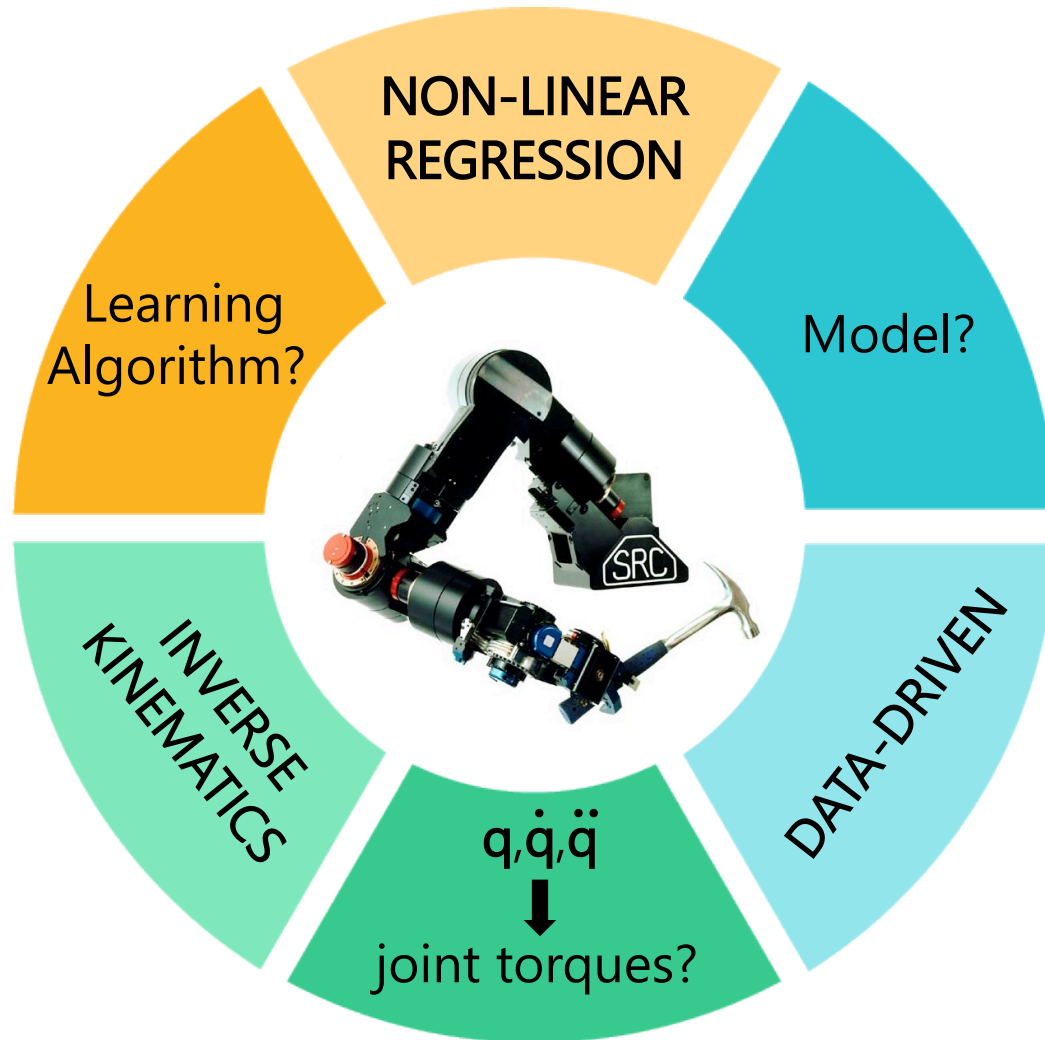 NON-LINEAR
REGRESSION
Model?
DATA-DRIVEN
q,q̇,q̈
joint torques?
INVERSE
KINEMATICS
Learning
Algorithm?
SRC